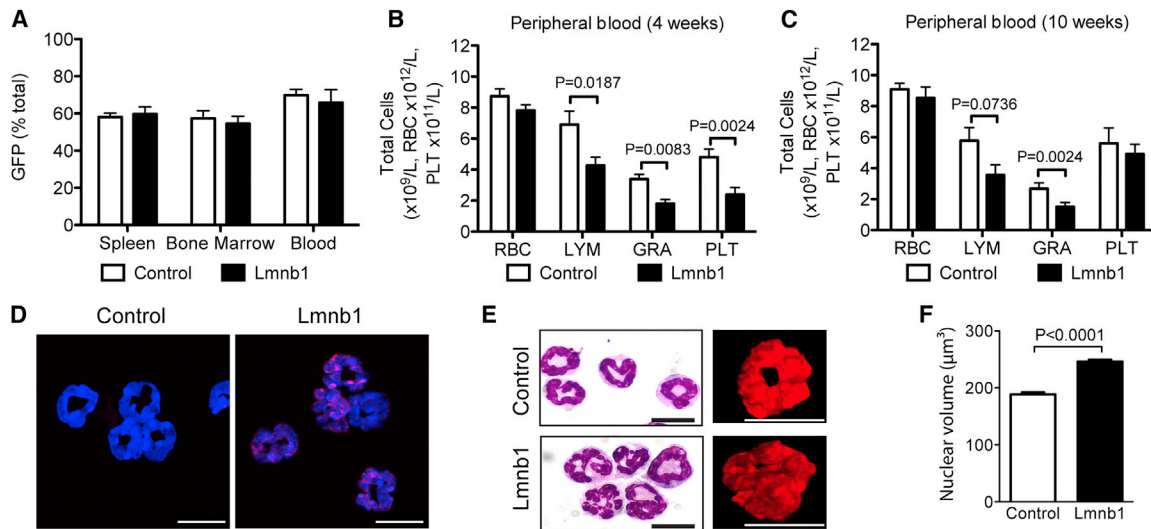 A
GFP (% total)
100
80
60
40
20
0
Spleen Bone Marrow Blood
Control Lmnb1
B
Peripheral blood (4 weeks)
Total Cells
(x10⁹/L, RBC x10¹²/L,
PLT x10¹¹/L)
12
10
8
6
4
2
0
P=0.0187
P=0.0083
P=0.0024
RBC LYM GRA PLT
Control Lmnb1
C
Peripheral blood (10 weeks)
Total Cells
(x10⁹/L, RBC x10¹²/L,
PLT x10¹¹/L)
12
10
8
6
4
2
0
P=0.0736
P=0.0024
RBC LYM GRA PLT
Control Lmnb1
D
Control Lmnb1
E
Control
Lmnb1
F
Nuclear volume (μm³)
300
200
100
0
P<0.0001
Control Lmnb1